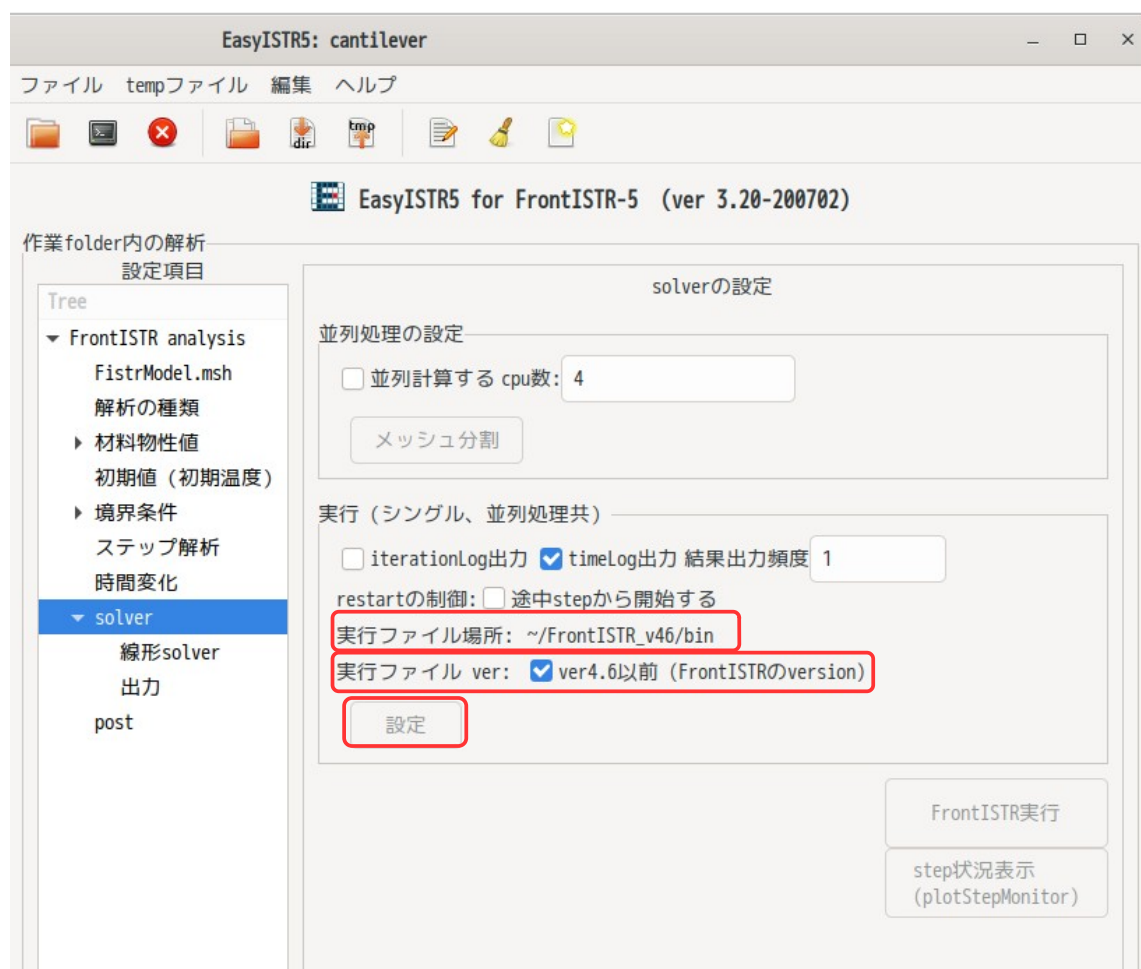 EasyISTR5: cantilever
ファイル tempファイル 編集 ヘルプ
dir tmp
EasyISTR5 for FrontISTR-5 (ver 3.20-200702)
作業folder内の解析
設定項目
Tree
FrontISTR analysis
FistrModel.msh
解析の種類
材料物性値
初期値（初期温度）
境界条件
ステップ解析
時間変化
solver
線形solver
出力
post
solverの設定
並列処理の設定
並列計算する cpu数: 4
メッシュ分割
実行（シングル、並列処理共）
iterationLog出力 timeLog出力 結果出力頻度 1
restartの制御: 途中stepから開始する
実行ファイル場所: ~/FrontISTR_v46/bin
実行ファイル ver: ver4.6以前（FrontISTRのversion）
設定
FrontISTR実行
step状況表示
(plotStepMonitor)